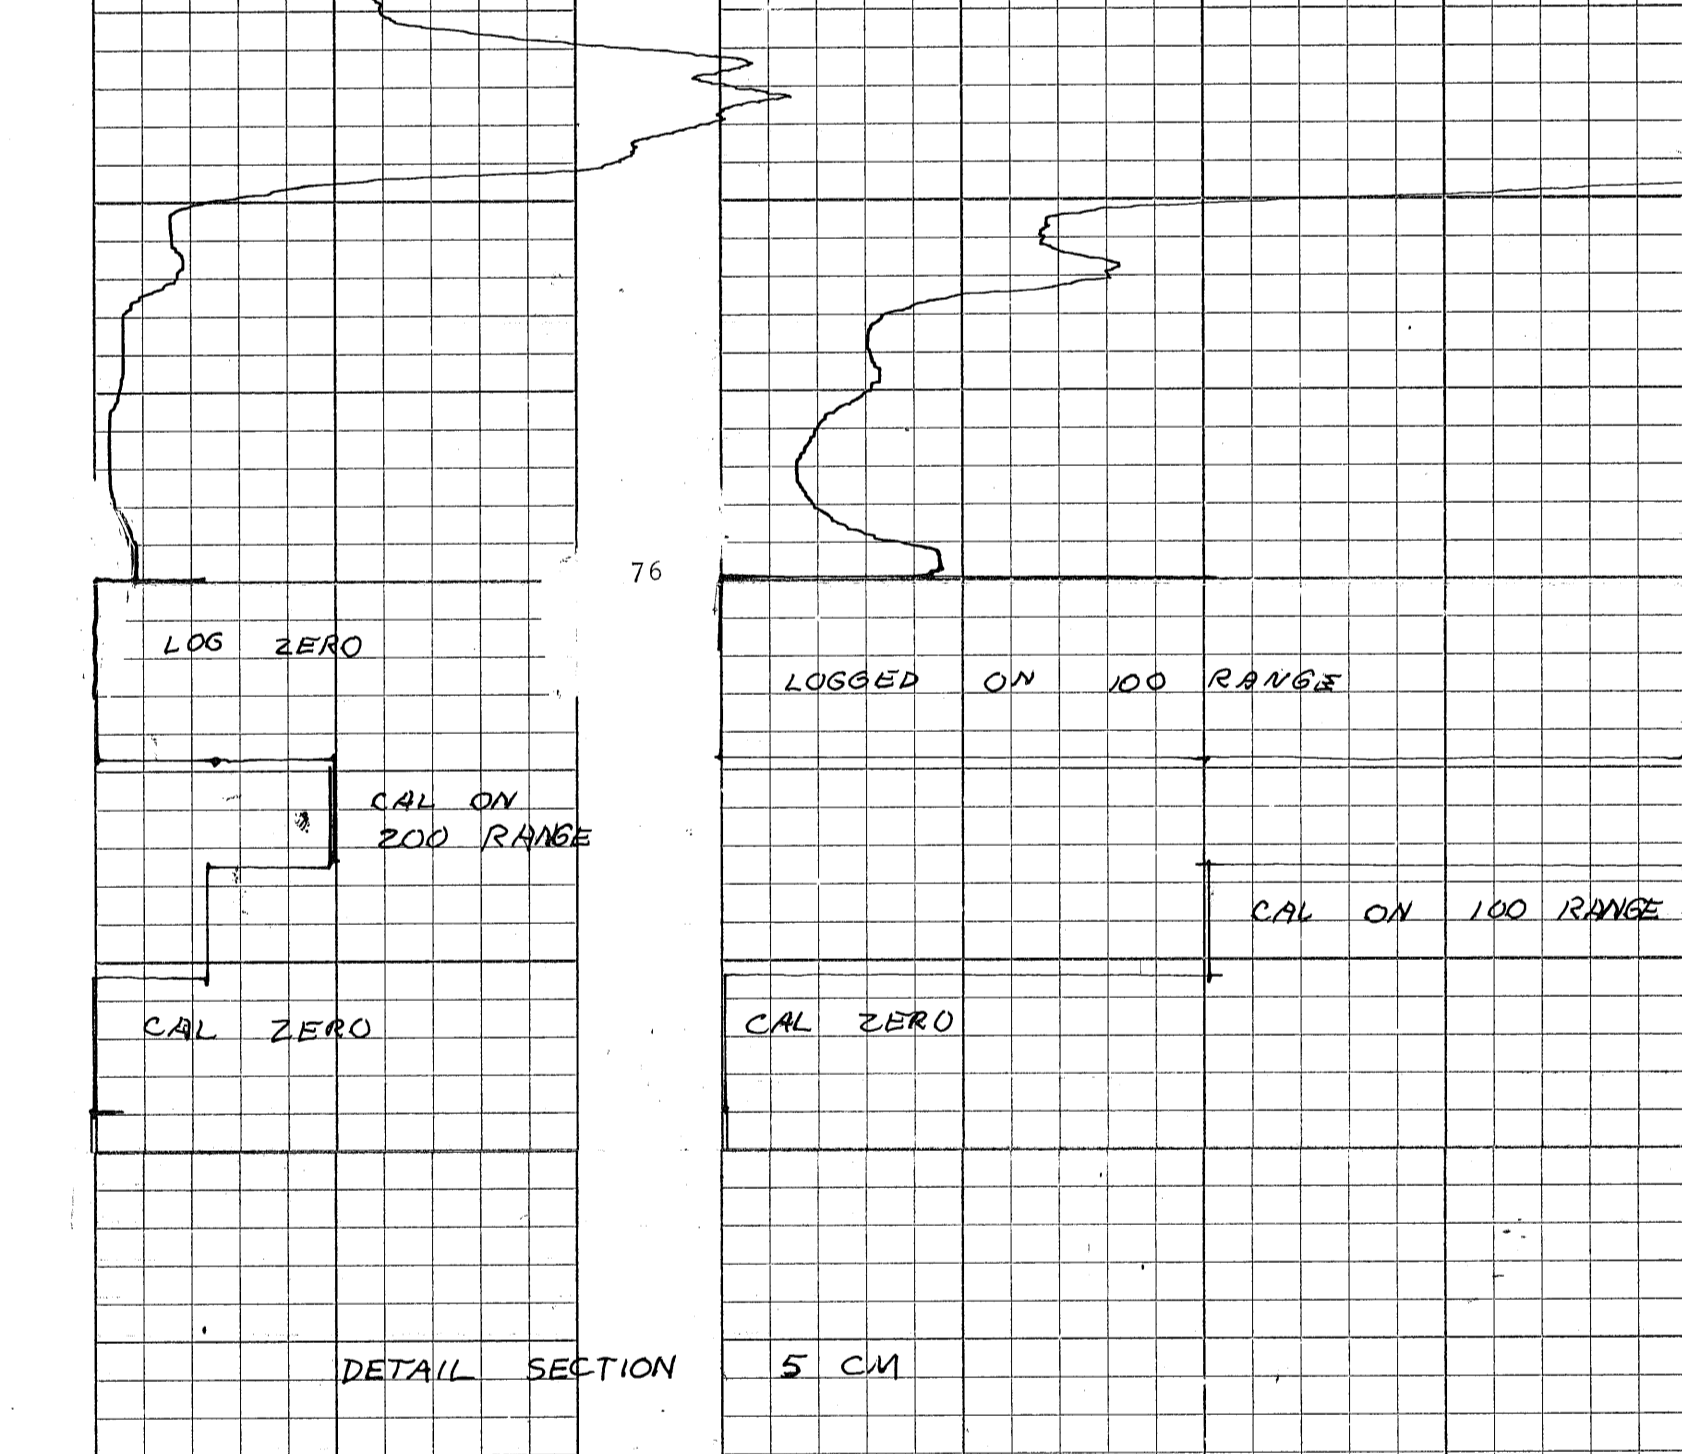 76
LOG ZERO
LOGGED ON 100 RANGE
CAL ON
200 RANGE
CAL ON 100 RANGE
CAL ZERO
CAL ZERO
DETAIL SECTION 5 CM